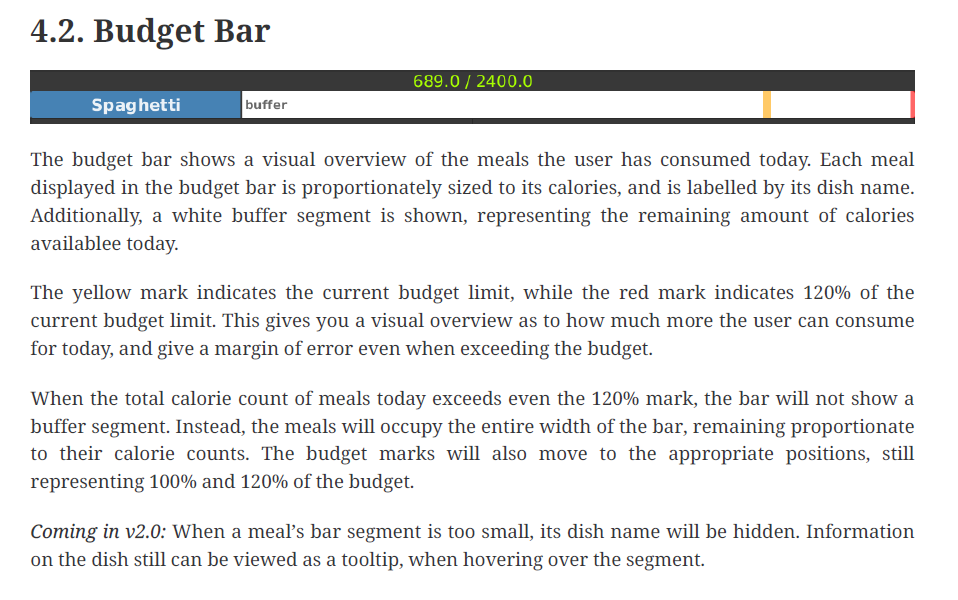 4.2. Budget Bar
689.0 / 2400.0
Spaghetti
buffer
The budget bar shows a visual overview of the meals the user has consumed today. Each meal
displayed in the budget bar is proportionately sized to its calories, and is labelled by its dish name.
Additionally, a white buffer segment is shown, representing the remaining amount of calories
availablee today.
The yellow mark indicates the current budget limit, while the red mark indicates 120% of the
current budget limit. This gives you a visual overview as to how much more the user can consume
for today, and give a margin of error even when exceeding the budget.
When the total calorie count of meals today exceeds even the 120% mark, the bar will not show a
buffer segment. Instead, the meals will occupy the entire width of the bar, remaining proportionate
to their calorie counts. The budget marks will also move to the appropriate positions, still
representing 100% and 120% of the budget.
Coming in v2.0: When a meal’s bar segment is too small, its dish name will be hidden. Information
on the dish still can be viewed as a tooltip, when hovering over the segment.